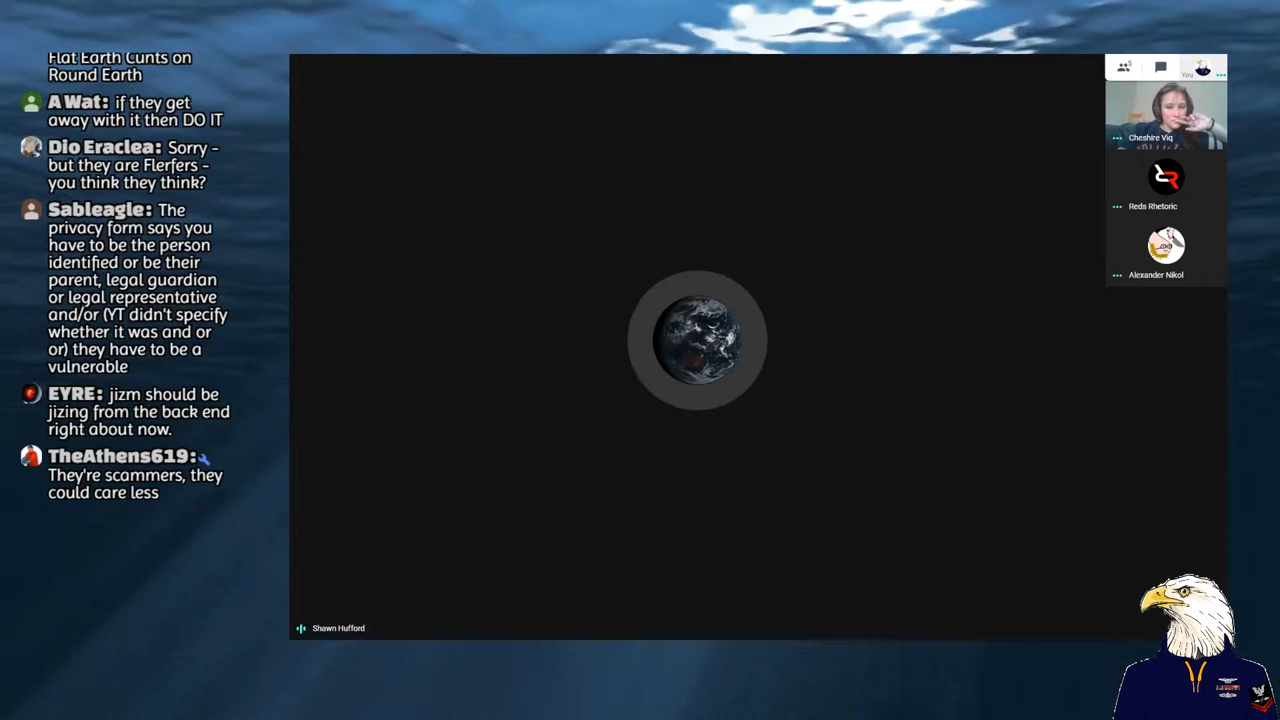 Flat Earth Cunts on
Round Earth
A Wat: if they get
away with it then DO IT
Dio Eraclea: Sorry -
but they are Flerfers -
you think they think?
Sableagle: The
privacy form says you
have to be the person
identified or be their
parent, legal guardian
or legal representative
and/or (YT didn't specify
whether it was and or
or) they have to be a
vulnerable
EYRE: jizm should be
jizing from the back end
right about now.
TheAthens619:
They're scammers, they
could care less
5
You
Cheshire Viq
Reds Rhetoric
Alexander Nikol
Shawn Hufford